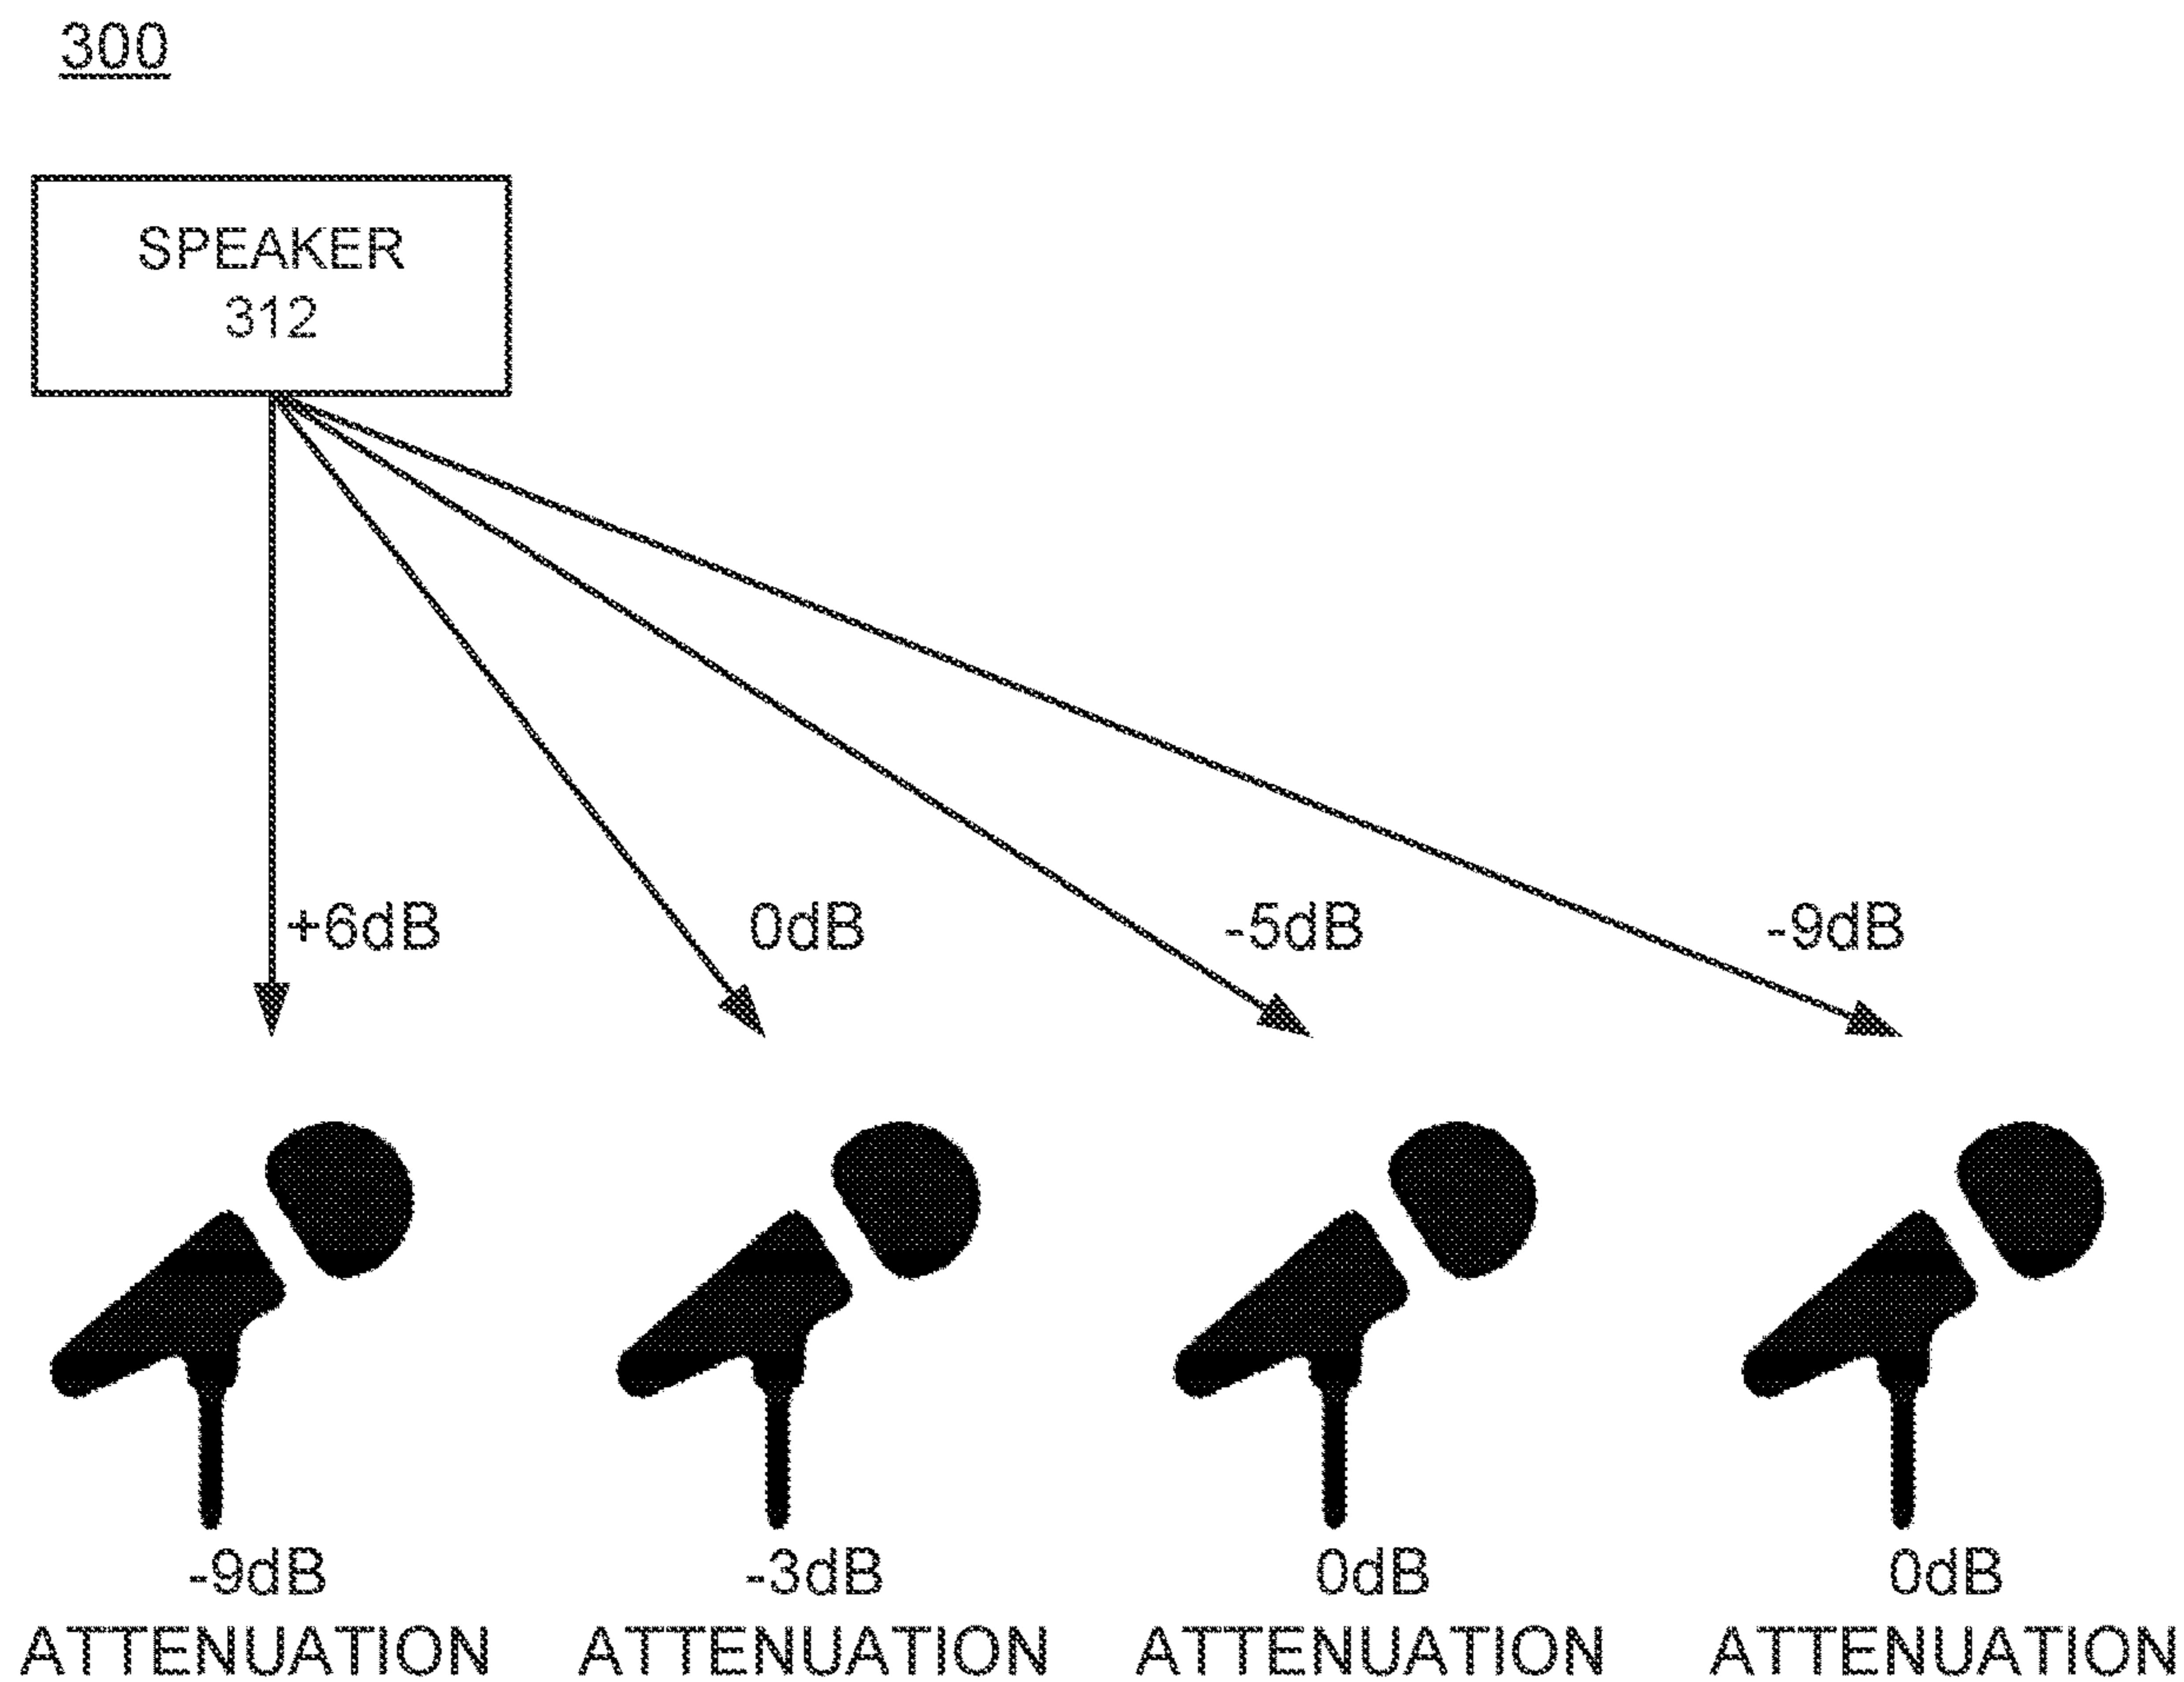 300
SPEAKER
312
+6dB 0dB -5dB -9dB
-9dB -3dB 0dB 0dB
ATTENUATION ATTENUATION ATTENUATION ATTENUATION